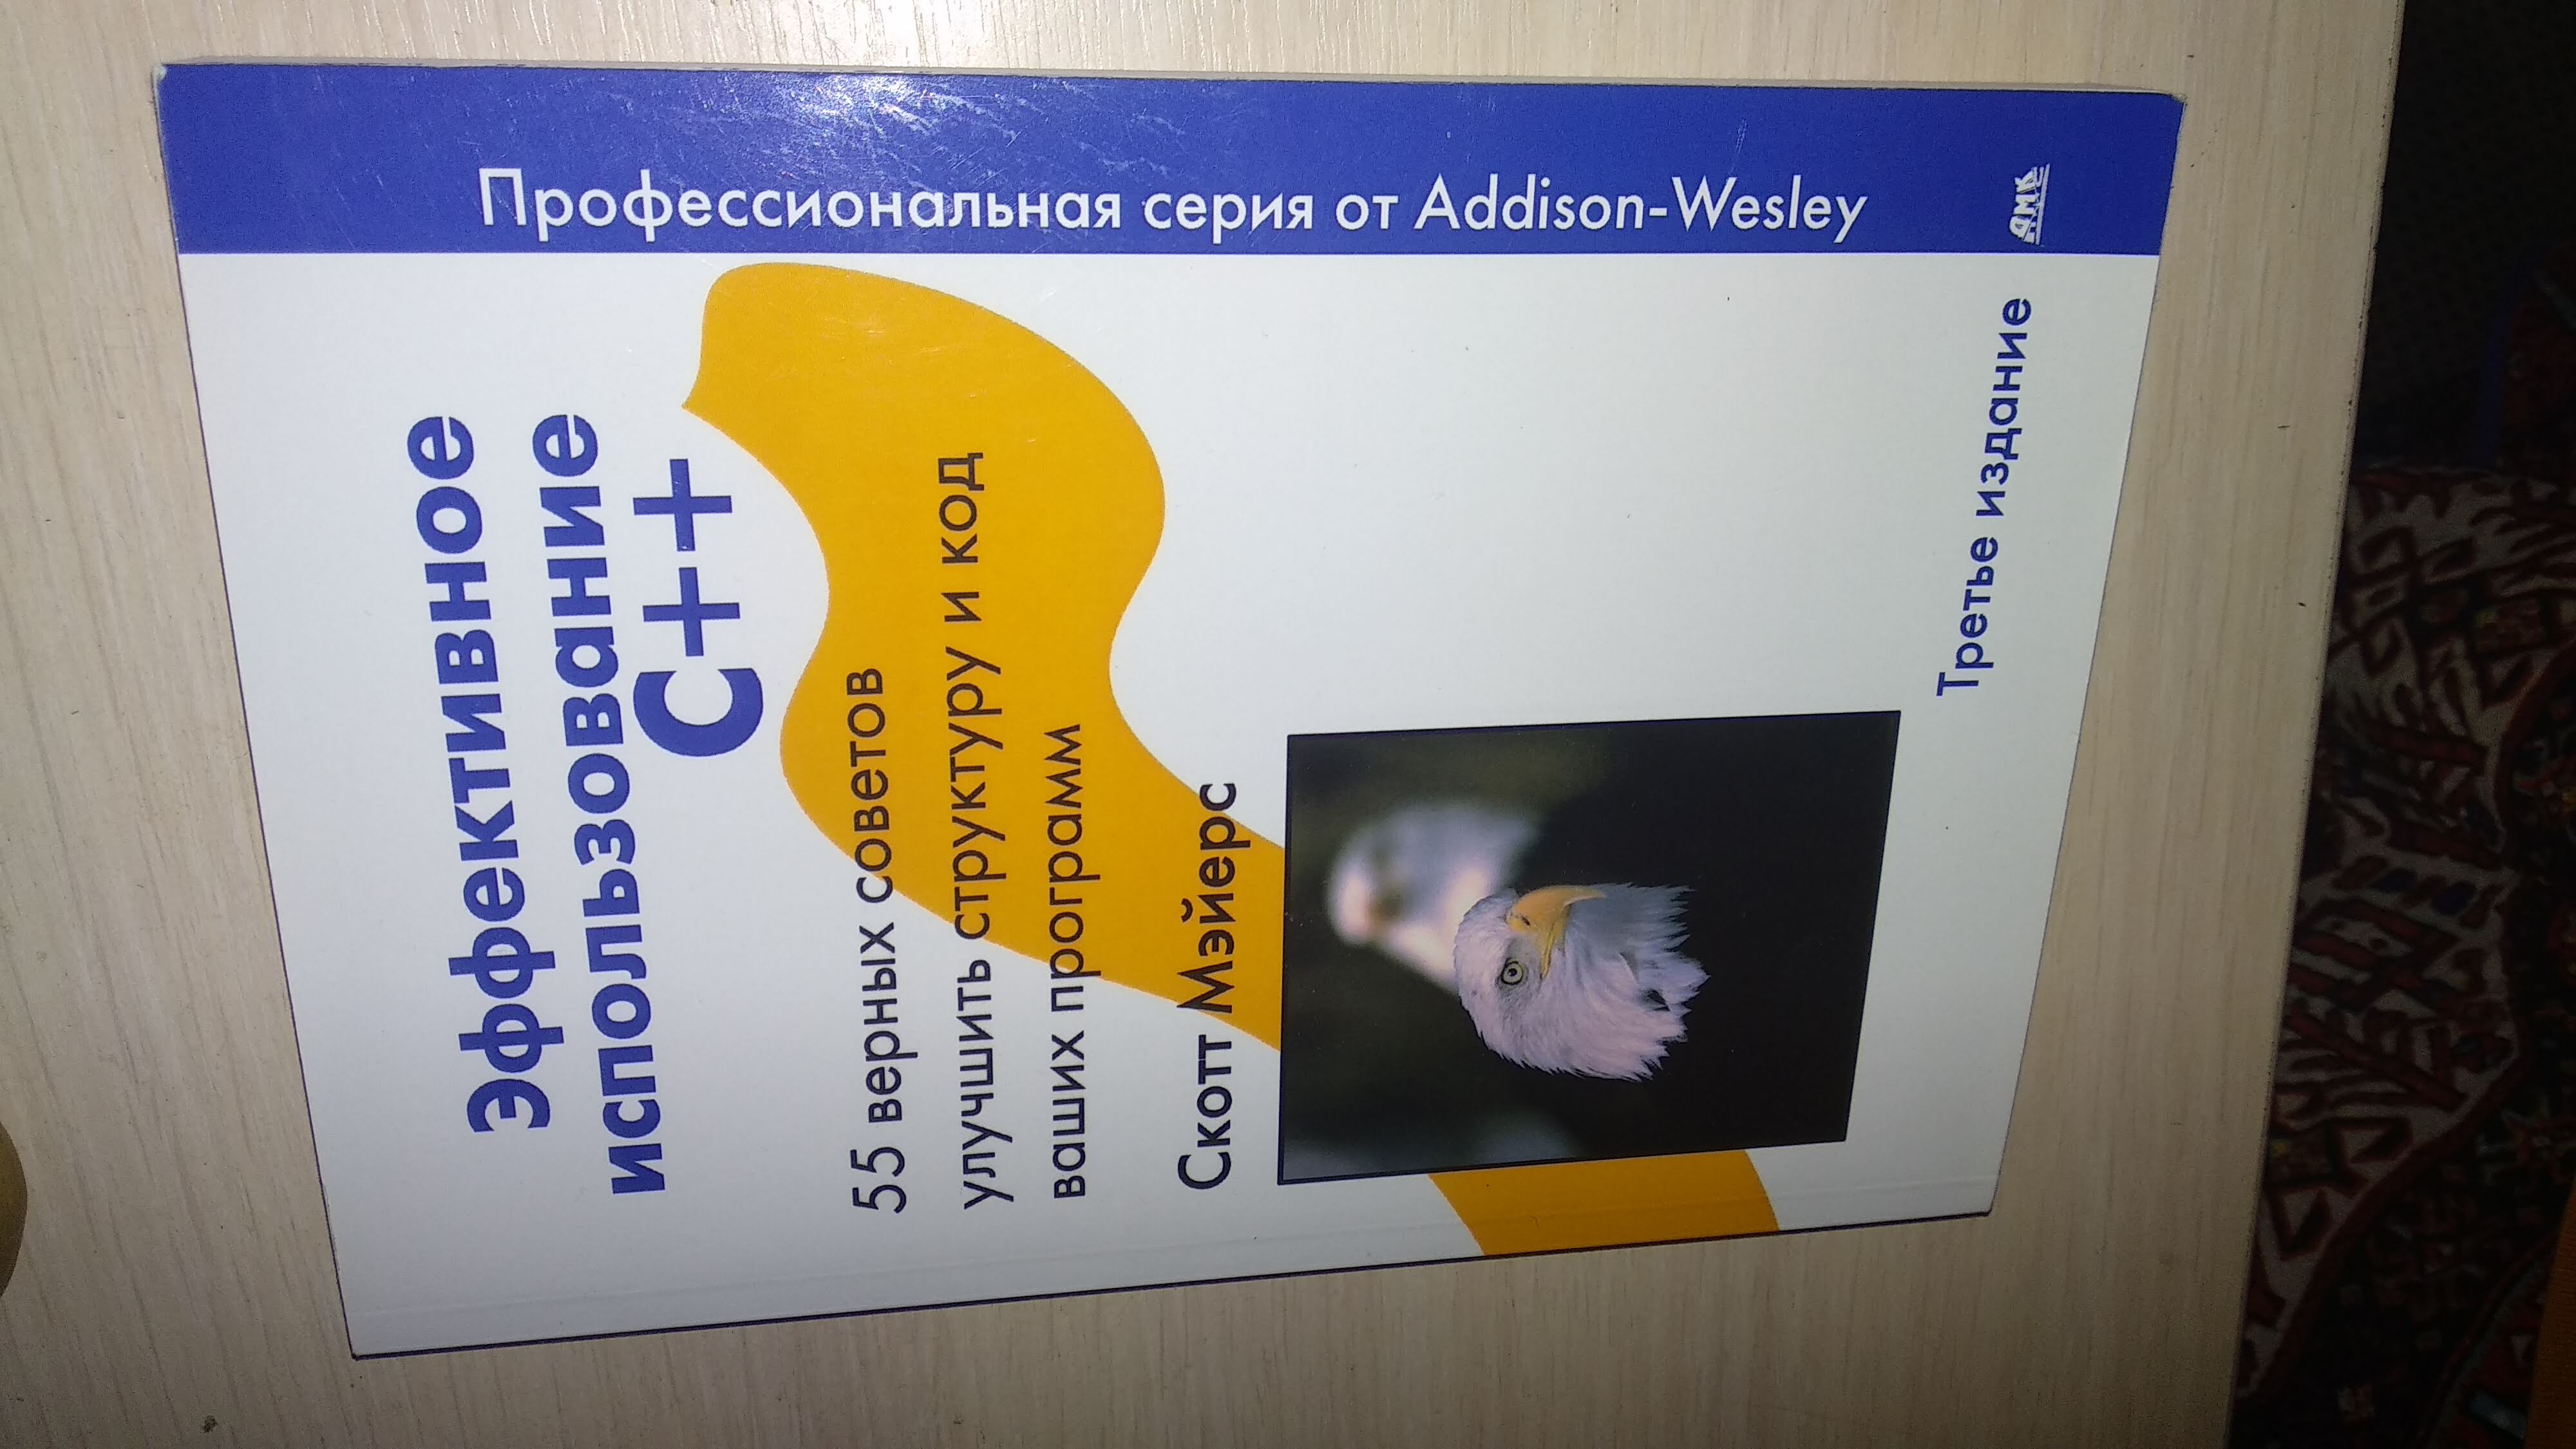 Эффективное
использование
C++
55 верных советов
улучшить структуру и код
ваших программ
Скотт Мэйерс
Третье издание
Профессиональная серия от Addison-Wesley
ДМК